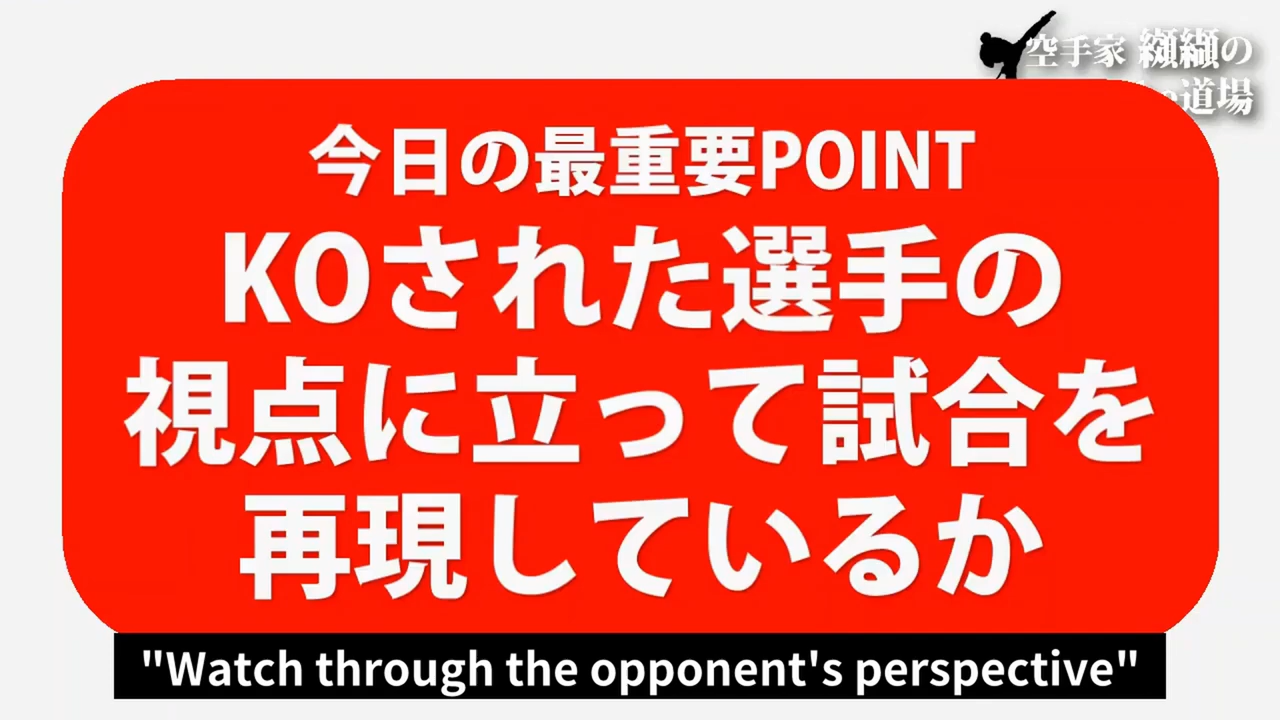 空手家 纐纈の
道場
今日の最重要POINT
KOされた選手の
視点に立って試合を
再現しているか
"Watch through the opponent's perspective"